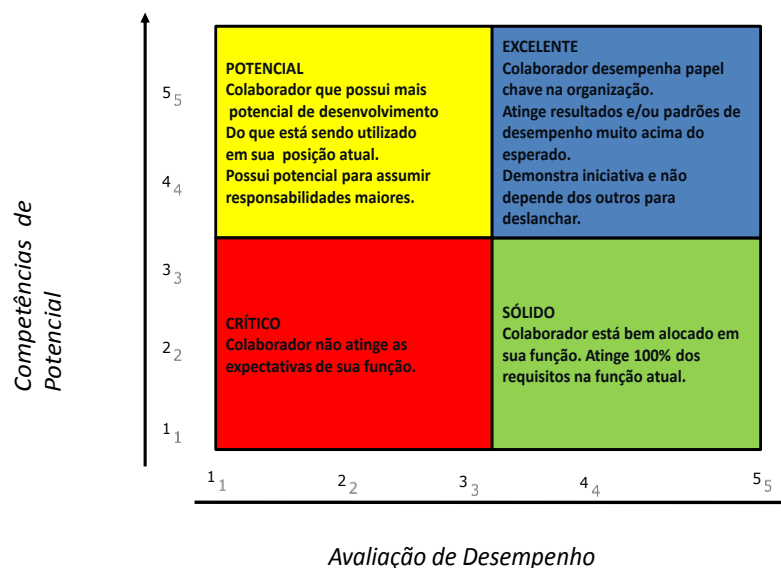 POTENCIAL
Colaborador que possui mais
potencial de desenvolvimento
Do que está sendo utilizado
em sua posição atual.
Possui potencial para assumir
responsabilidades maiores.
EXCELENTE
Colaborador desempenha papel
chave na organização.
Atinge resultados e/ou padrões de
desempenho muito acima do
esperado.
Demonstra iniciativa e não
depende dos outros para
deslanchar.
CRÍTICO
Colaborador não atinge as
expectativas de sua função.
SÓLIDO
Colaborador está bem alocado em
sua função. Atinge 100% dos
requisitos na função atual.
Competências de
Potencial
5 5
4 4
3 3
2 2
1 1
1 1 2 2 3 3 4 4 5 5
Avaliação de Desempenho